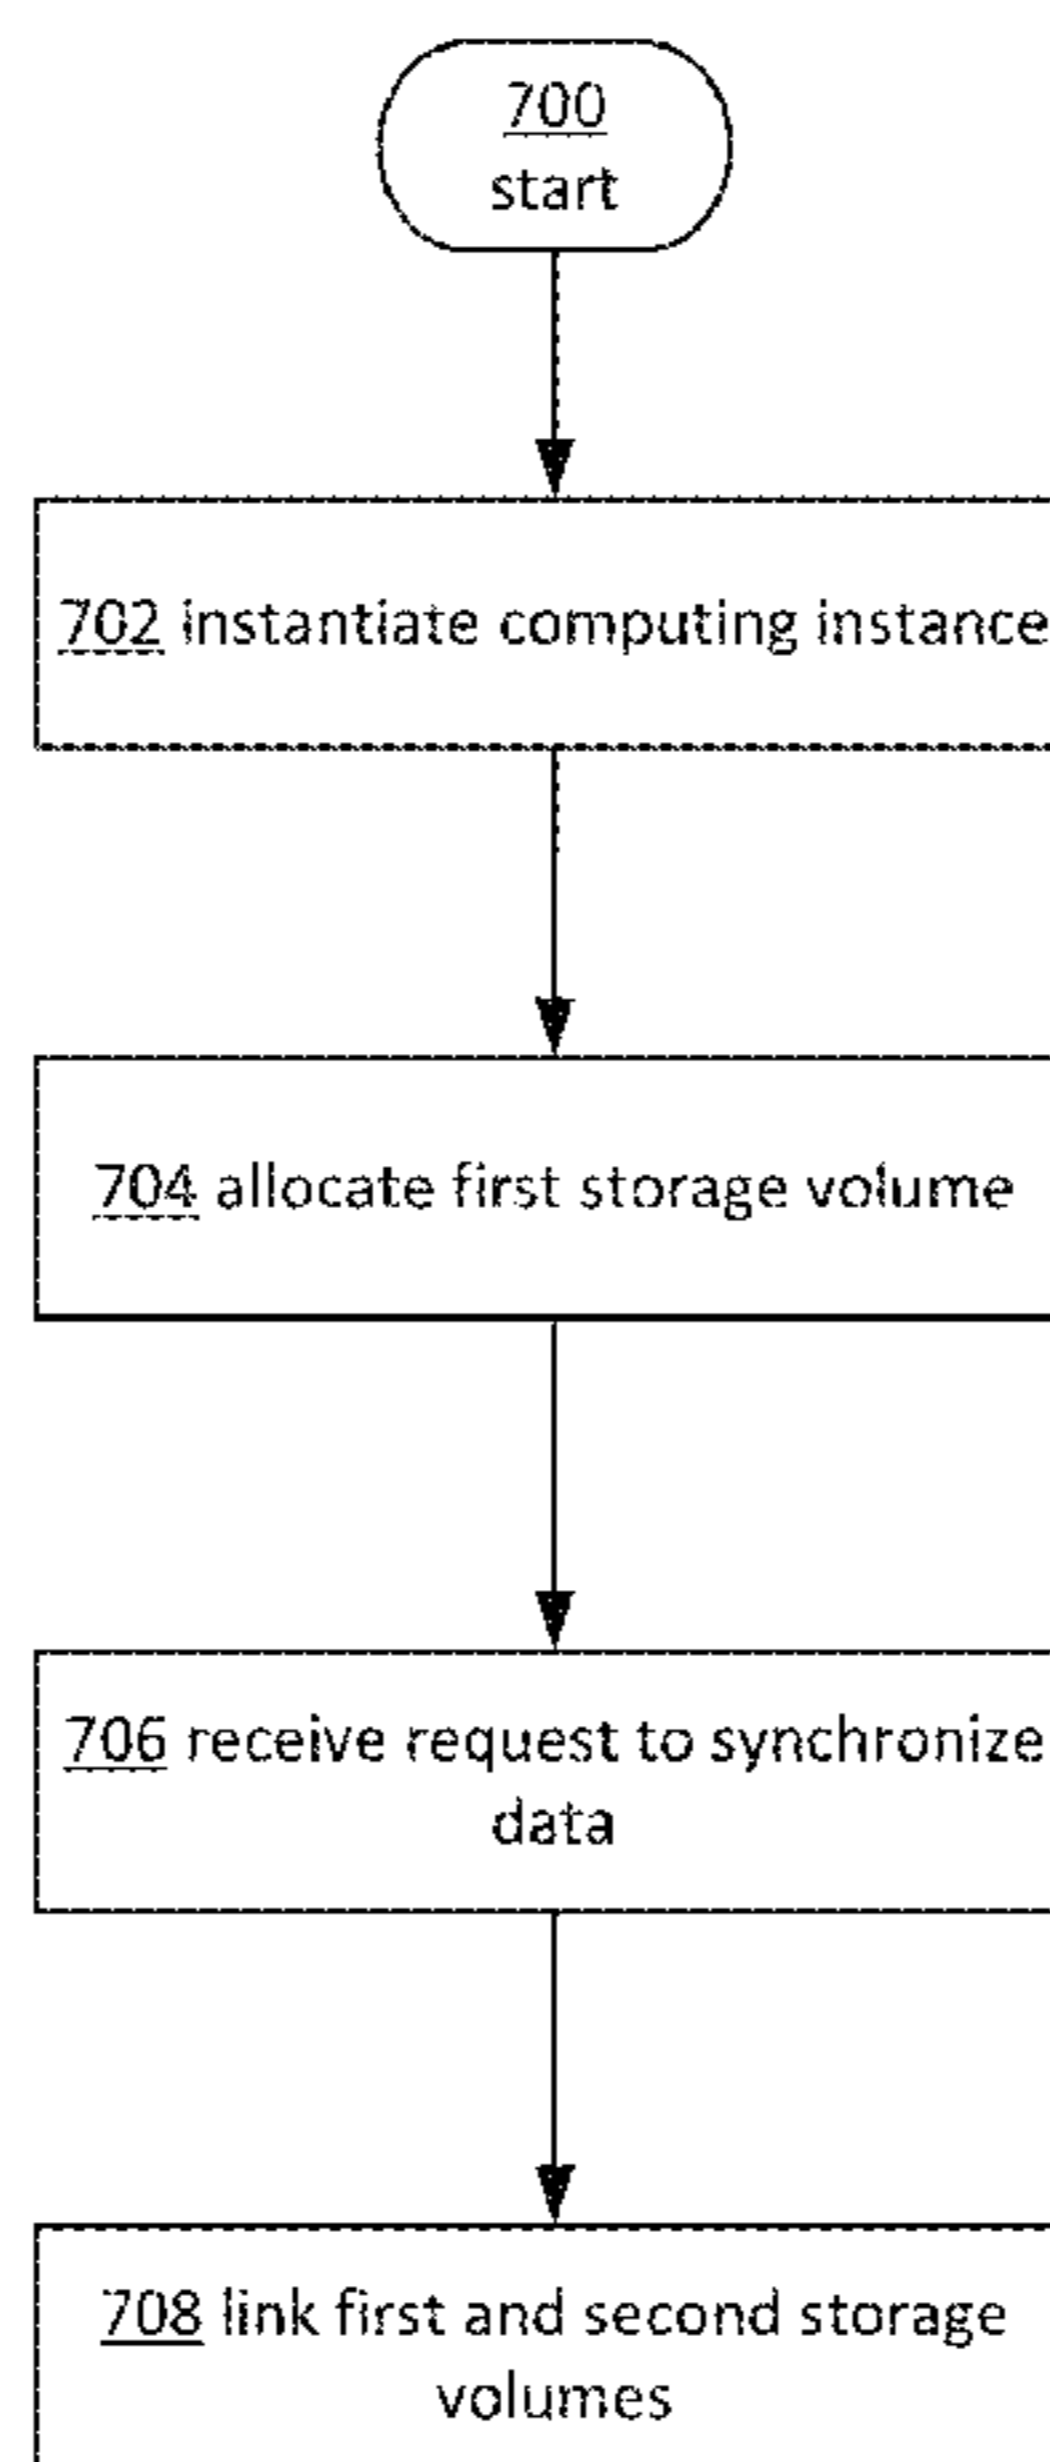 700
start
702 instantiate computing instance
704 allocate first storage volume
706 receive request to synchronize
data
708 link first and second storage
volumes